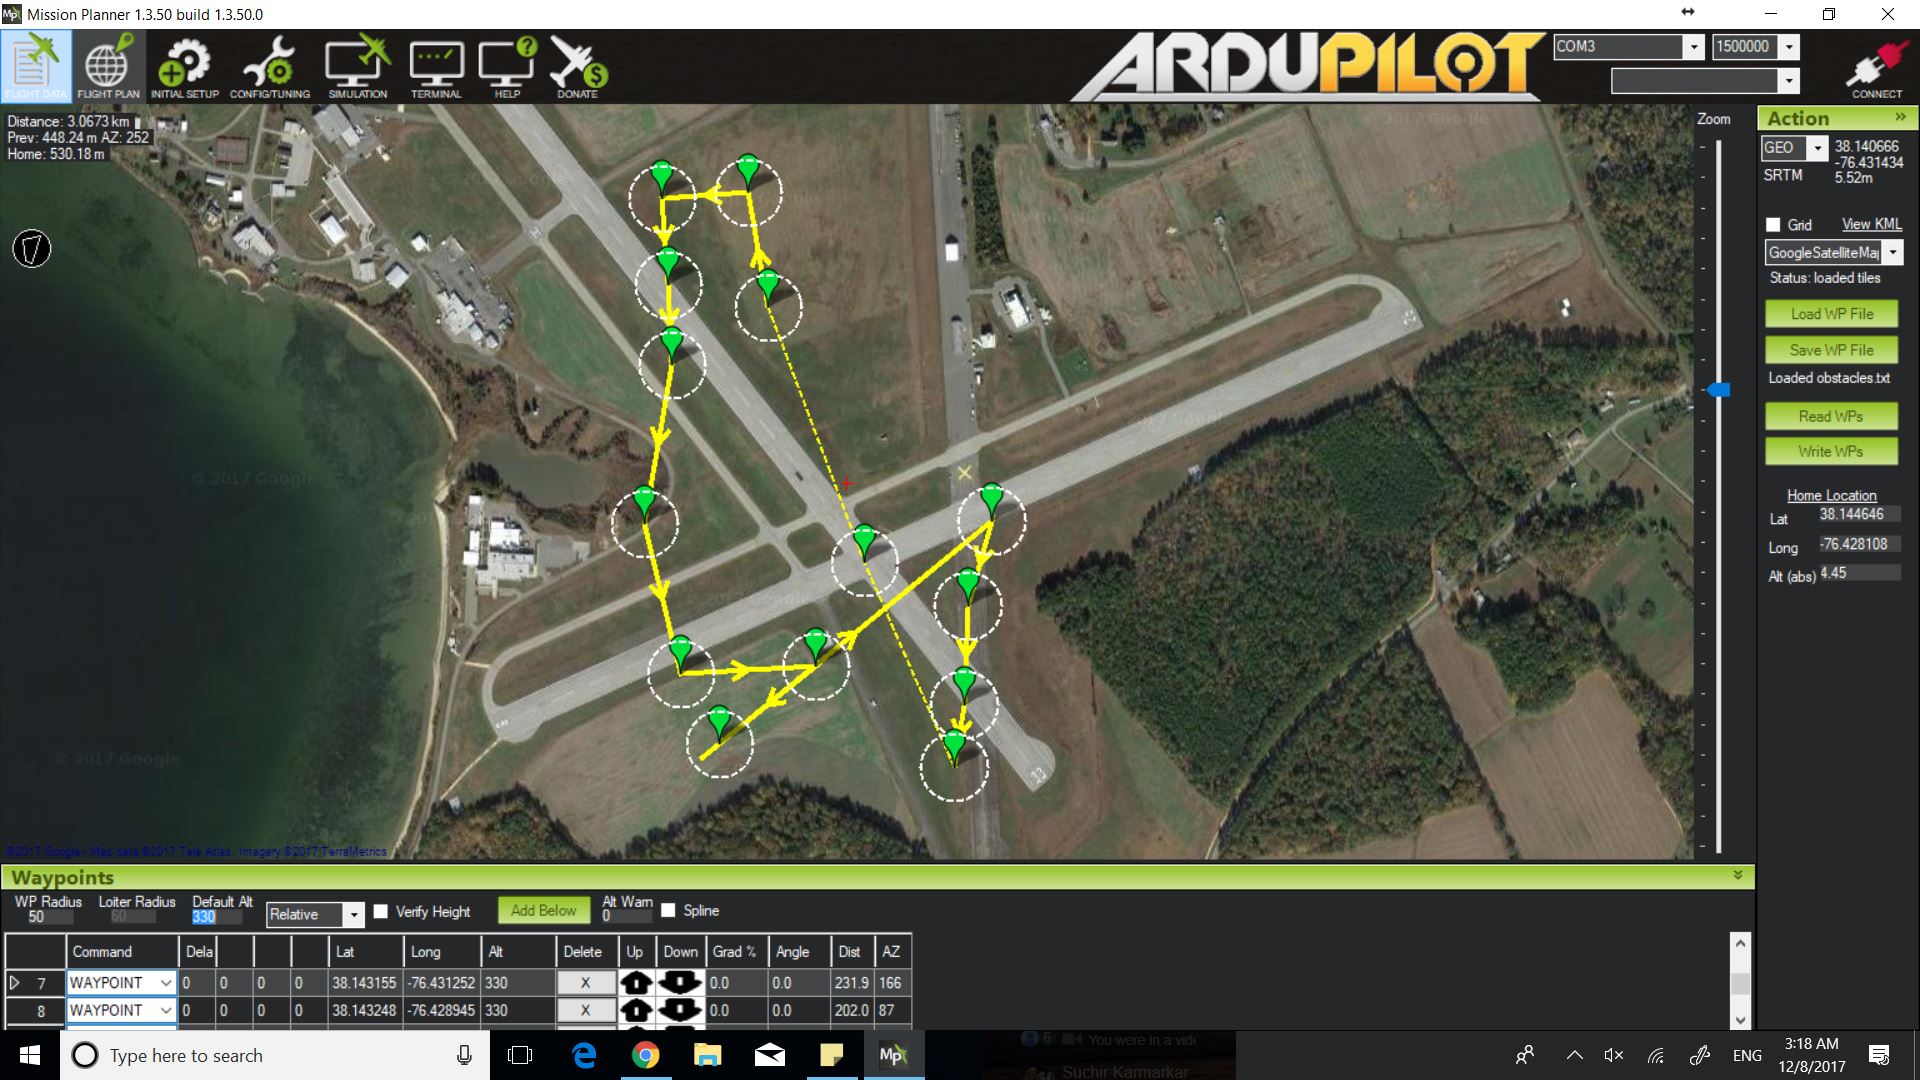 Mission Planner 1.3.50 build 1.3.50.0
FLIGHT DATA
FLIGHT PLAN
INITIAL SETUP
CONFIG/TUNING
SIMULATION
TERMINAL
HELP
DONATE
ARDUPILOT
COM3
1500000
CONNECT
Distance: 3.0673 km
Prev: 448.24 m AZ: 252
Home: 530.18 m
© 2017 Google
© 2017 Google
©2017 Google - Map data ©2017 Tele Atlas, Imagery ©2017 TerraMetrics
Zoom
Action
GEO
38.140666
-76.431434
SRTM
5.52m
Grid
View KML
GoogleSatelliteMa
Status: loaded tiles
Load WP File
Save WP File
Loaded obstacles.txt
Read WPs
Write WPs
Home Location
Lat 38.144646
Long -76.428108
Alt (abs) 4.45
Waypoints
WP Radius Loiter Radius Default Alt Alt Warn
50 60 330 Relative Verify Height Add Below 0 Spline
Command Dela Lat Long Alt Delete Up Down Grad % Angle Dist AZ
7 WAYPOINT 0 0 0 0 38.143155 -76.431252 330 X 0.0 0.0 231.9 166
8 WAYPOINT 0 0 0 0 38.143248 -76.428945 330 X 0.0 0.0 202.0 87
Type here to search
6 You were in a vide
Suchir Karmarkar
ENG
3:18 AM
12/8/2017